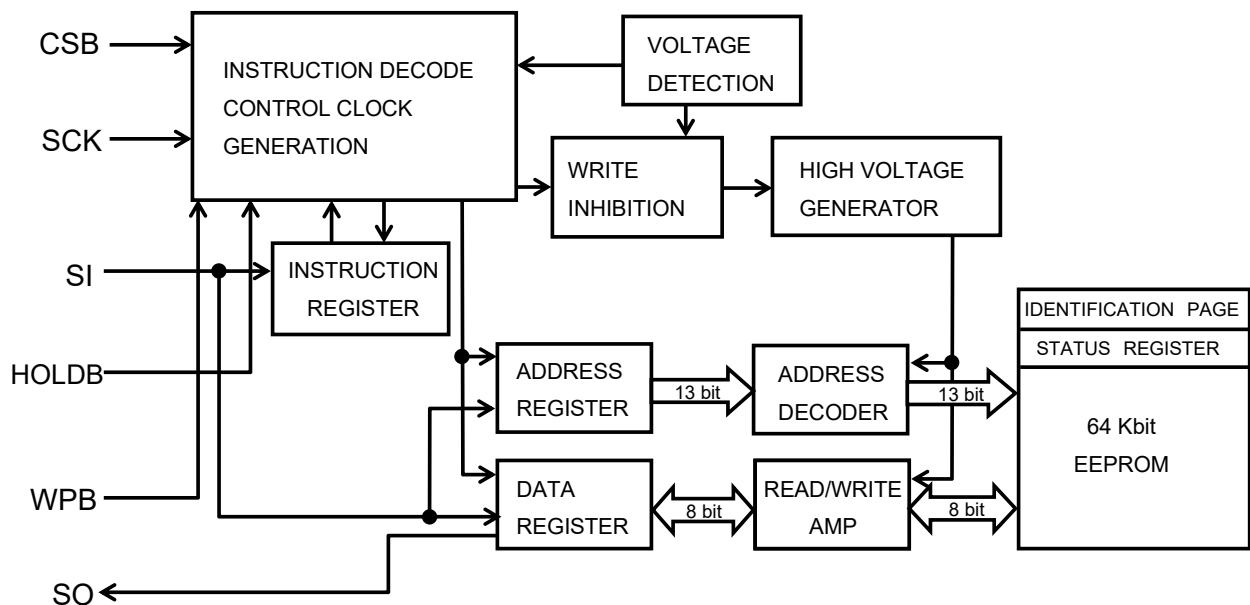 CSB
SCK
SI
HOLDB
WPB
SO
INSTRUCTION DECODE
CONTROL CLOCK
GENERATION
VOLTAGE
DETECTION
WRITE
INHIBITION
HIGH VOLTAGE
GENERATOR
INSTRUCTION
REGISTER
ADDRESS
REGISTER
13 bit
ADDRESS
DECODER
13 bit
DATA
REGISTER
8 bit
READ/WRITE
AMP
8 bit
IDENTIFICATION PAGE
STATUS REGISTER
64 Kbit
EEPROM